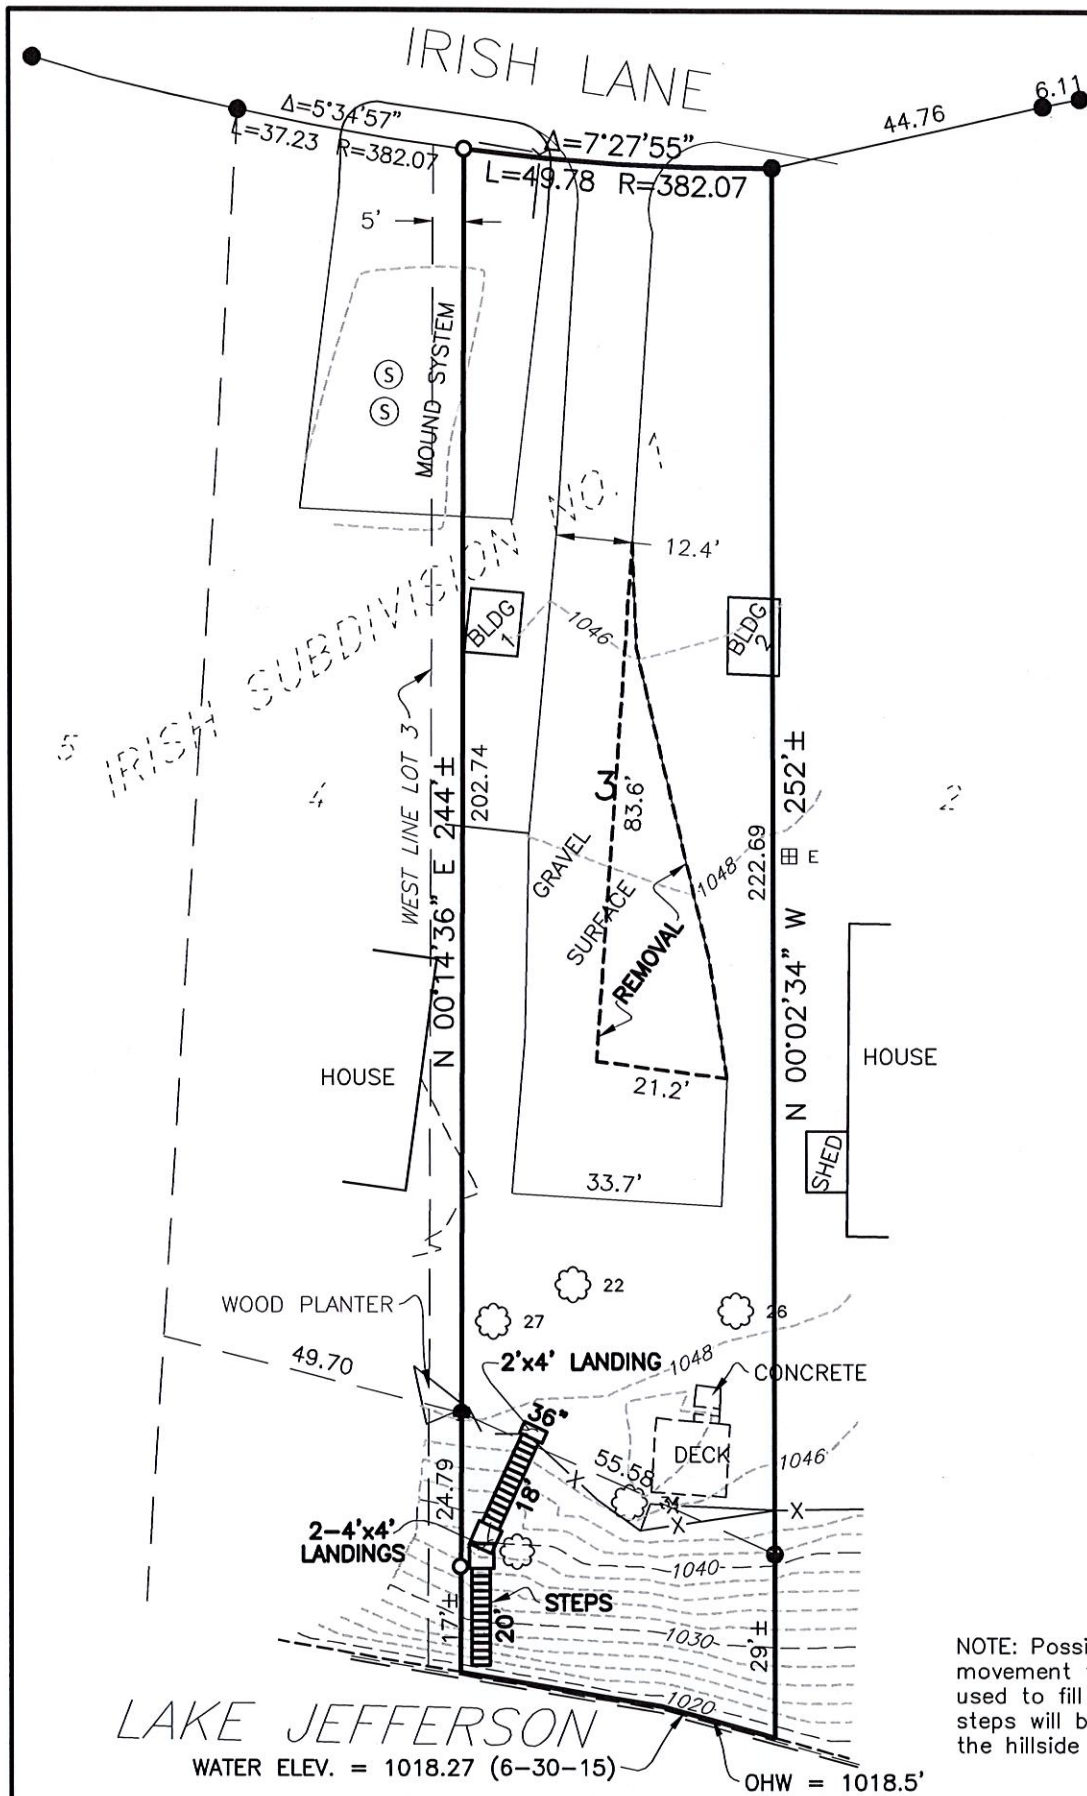 IRISH LANE
6.11
44.76
Δ=5°34'57"
L=37.23 R=382.07
Δ=7°27'55"
L=49.78 R=382.07
5'
MOUND SYSTEM
S
S
12.4'
IRISH SUBDIVISION NO. 1
BLDG
1
1046
BLDG
2
5
4
3
2
WEST LINE LOT 3
N 00°14'36" E 244'±
202.74
83.6'
GRAVEL
SURFACE
REMOVAL
1048
222.69
N 00°02'34" W 252'±
E
HOUSE
HOUSE
21.2'
SHED
33.7'
22
27
26
WOOD PLANTER
49.70
2'x4' LANDING
1048
CONCRETE
36"
DECK
1046
55.58
X
X
X
18'
24.79
2-4'x4'
LANDINGS
1040
STEPS
17'±
20'
1030
29'±
1020
NOTE: Possi
movement
used to fill
steps will b
the hillside
LAKE JEFFERSON
WATER ELEV. = 1018.27 (6-30-15)
OHW = 1018.5'